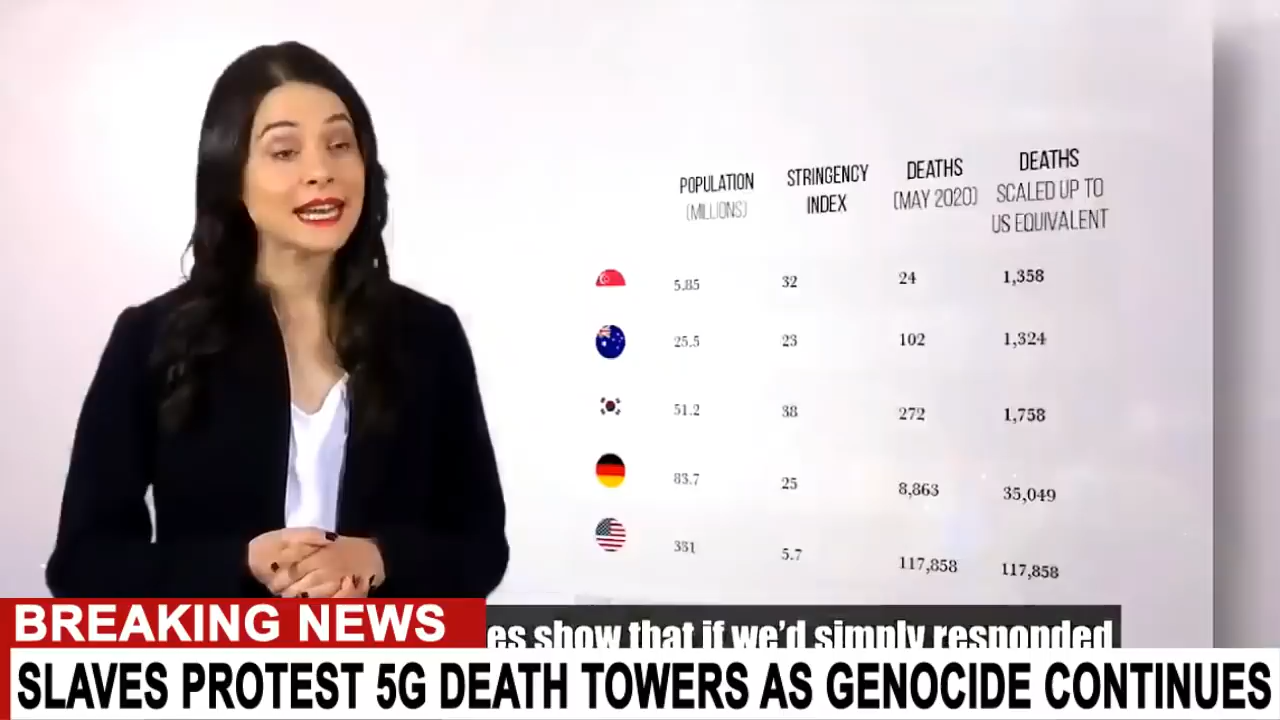 POPULATION
(MILLIONS)
STRINGENCY
INDEX
DEATHS
(MAY 2020)
DEATHS
SCALED UP TO
US EQUIVALENT
5.85 32 24 1,358
25.5 23 102 1,324
51.2 38 272 1,758
83.7 25 8,863 35,049
331 5.7 117,858 117,858
BREAKING NEWS
es show that if we'd simply responded
SLAVES PROTEST 5G DEATH TOWERS AS GENOCIDE CONTINUES